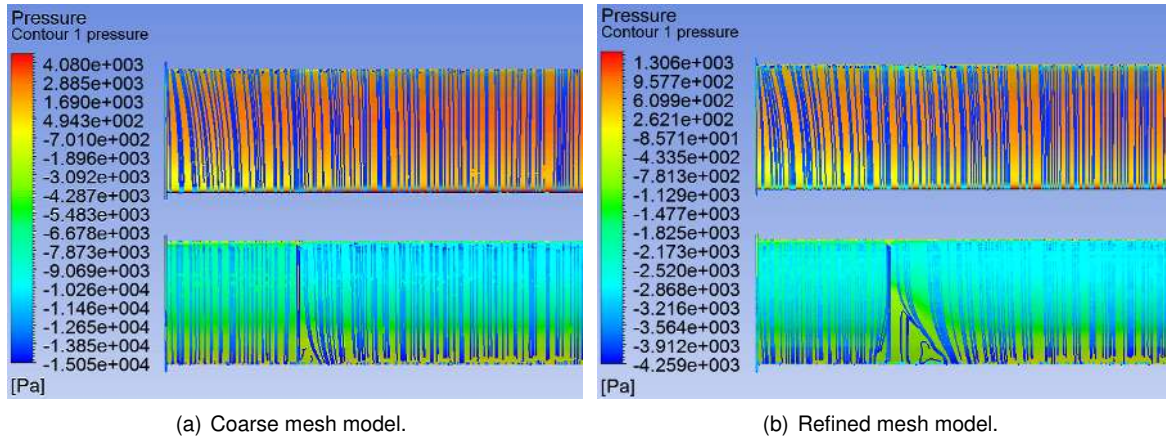 Pressure
Contour 1 pressure
4.080e+003
2.885e+003
1.690e+003
4.943e+002
-7.010e+002
-1.896e+003
-3.092e+003
-4.287e+003
-5.483e+003
-6.678e+003
-7.873e+003
-9.069e+003
-1.026e+004
-1.146e+004
-1.265e+004
-1.385e+004
-1.505e+004
[Pa]
(a) Coarse mesh model.
Pressure
Contour 1 pressure
1.306e+003
9.577e+002
6.099e+002
2.621e+002
-8.571e+001
-4.335e+002
-7.813e+002
-1.129e+003
-1.477e+003
-1.825e+003
-2.173e+003
-2.520e+003
-2.868e+003
-3.216e+003
-3.564e+003
-3.912e+003
-4.259e+003
[Pa]
(b) Refined mesh model.